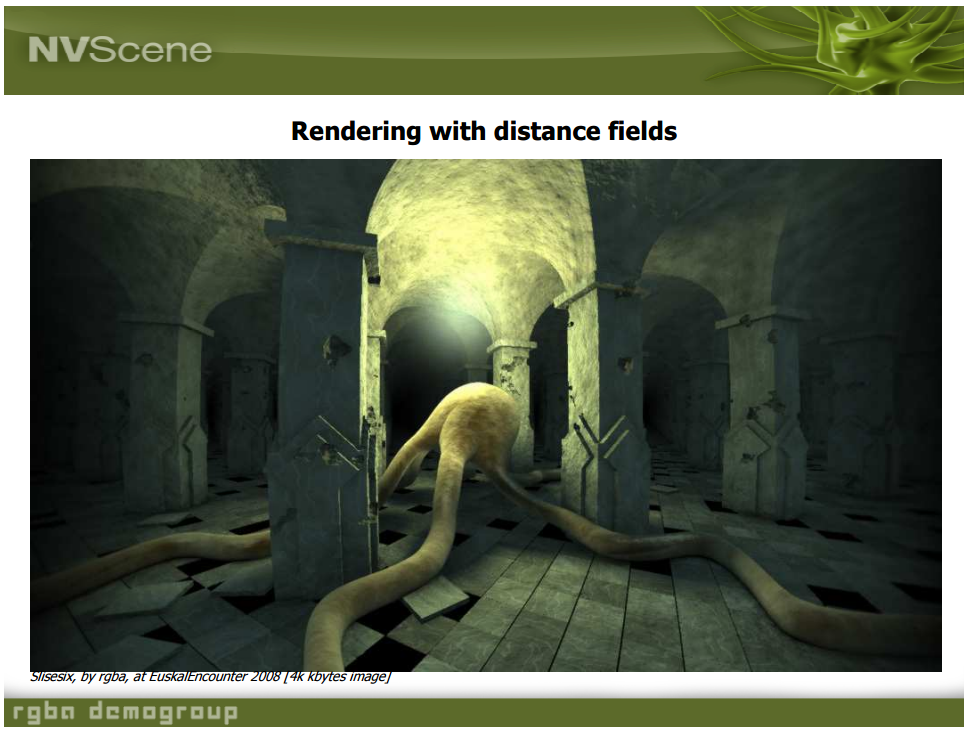 NVScene
Rendering with distance fields
Slisesix, by rgba, at EuskalEncounter 2008 [4k kbytes image]
rgba demogroup